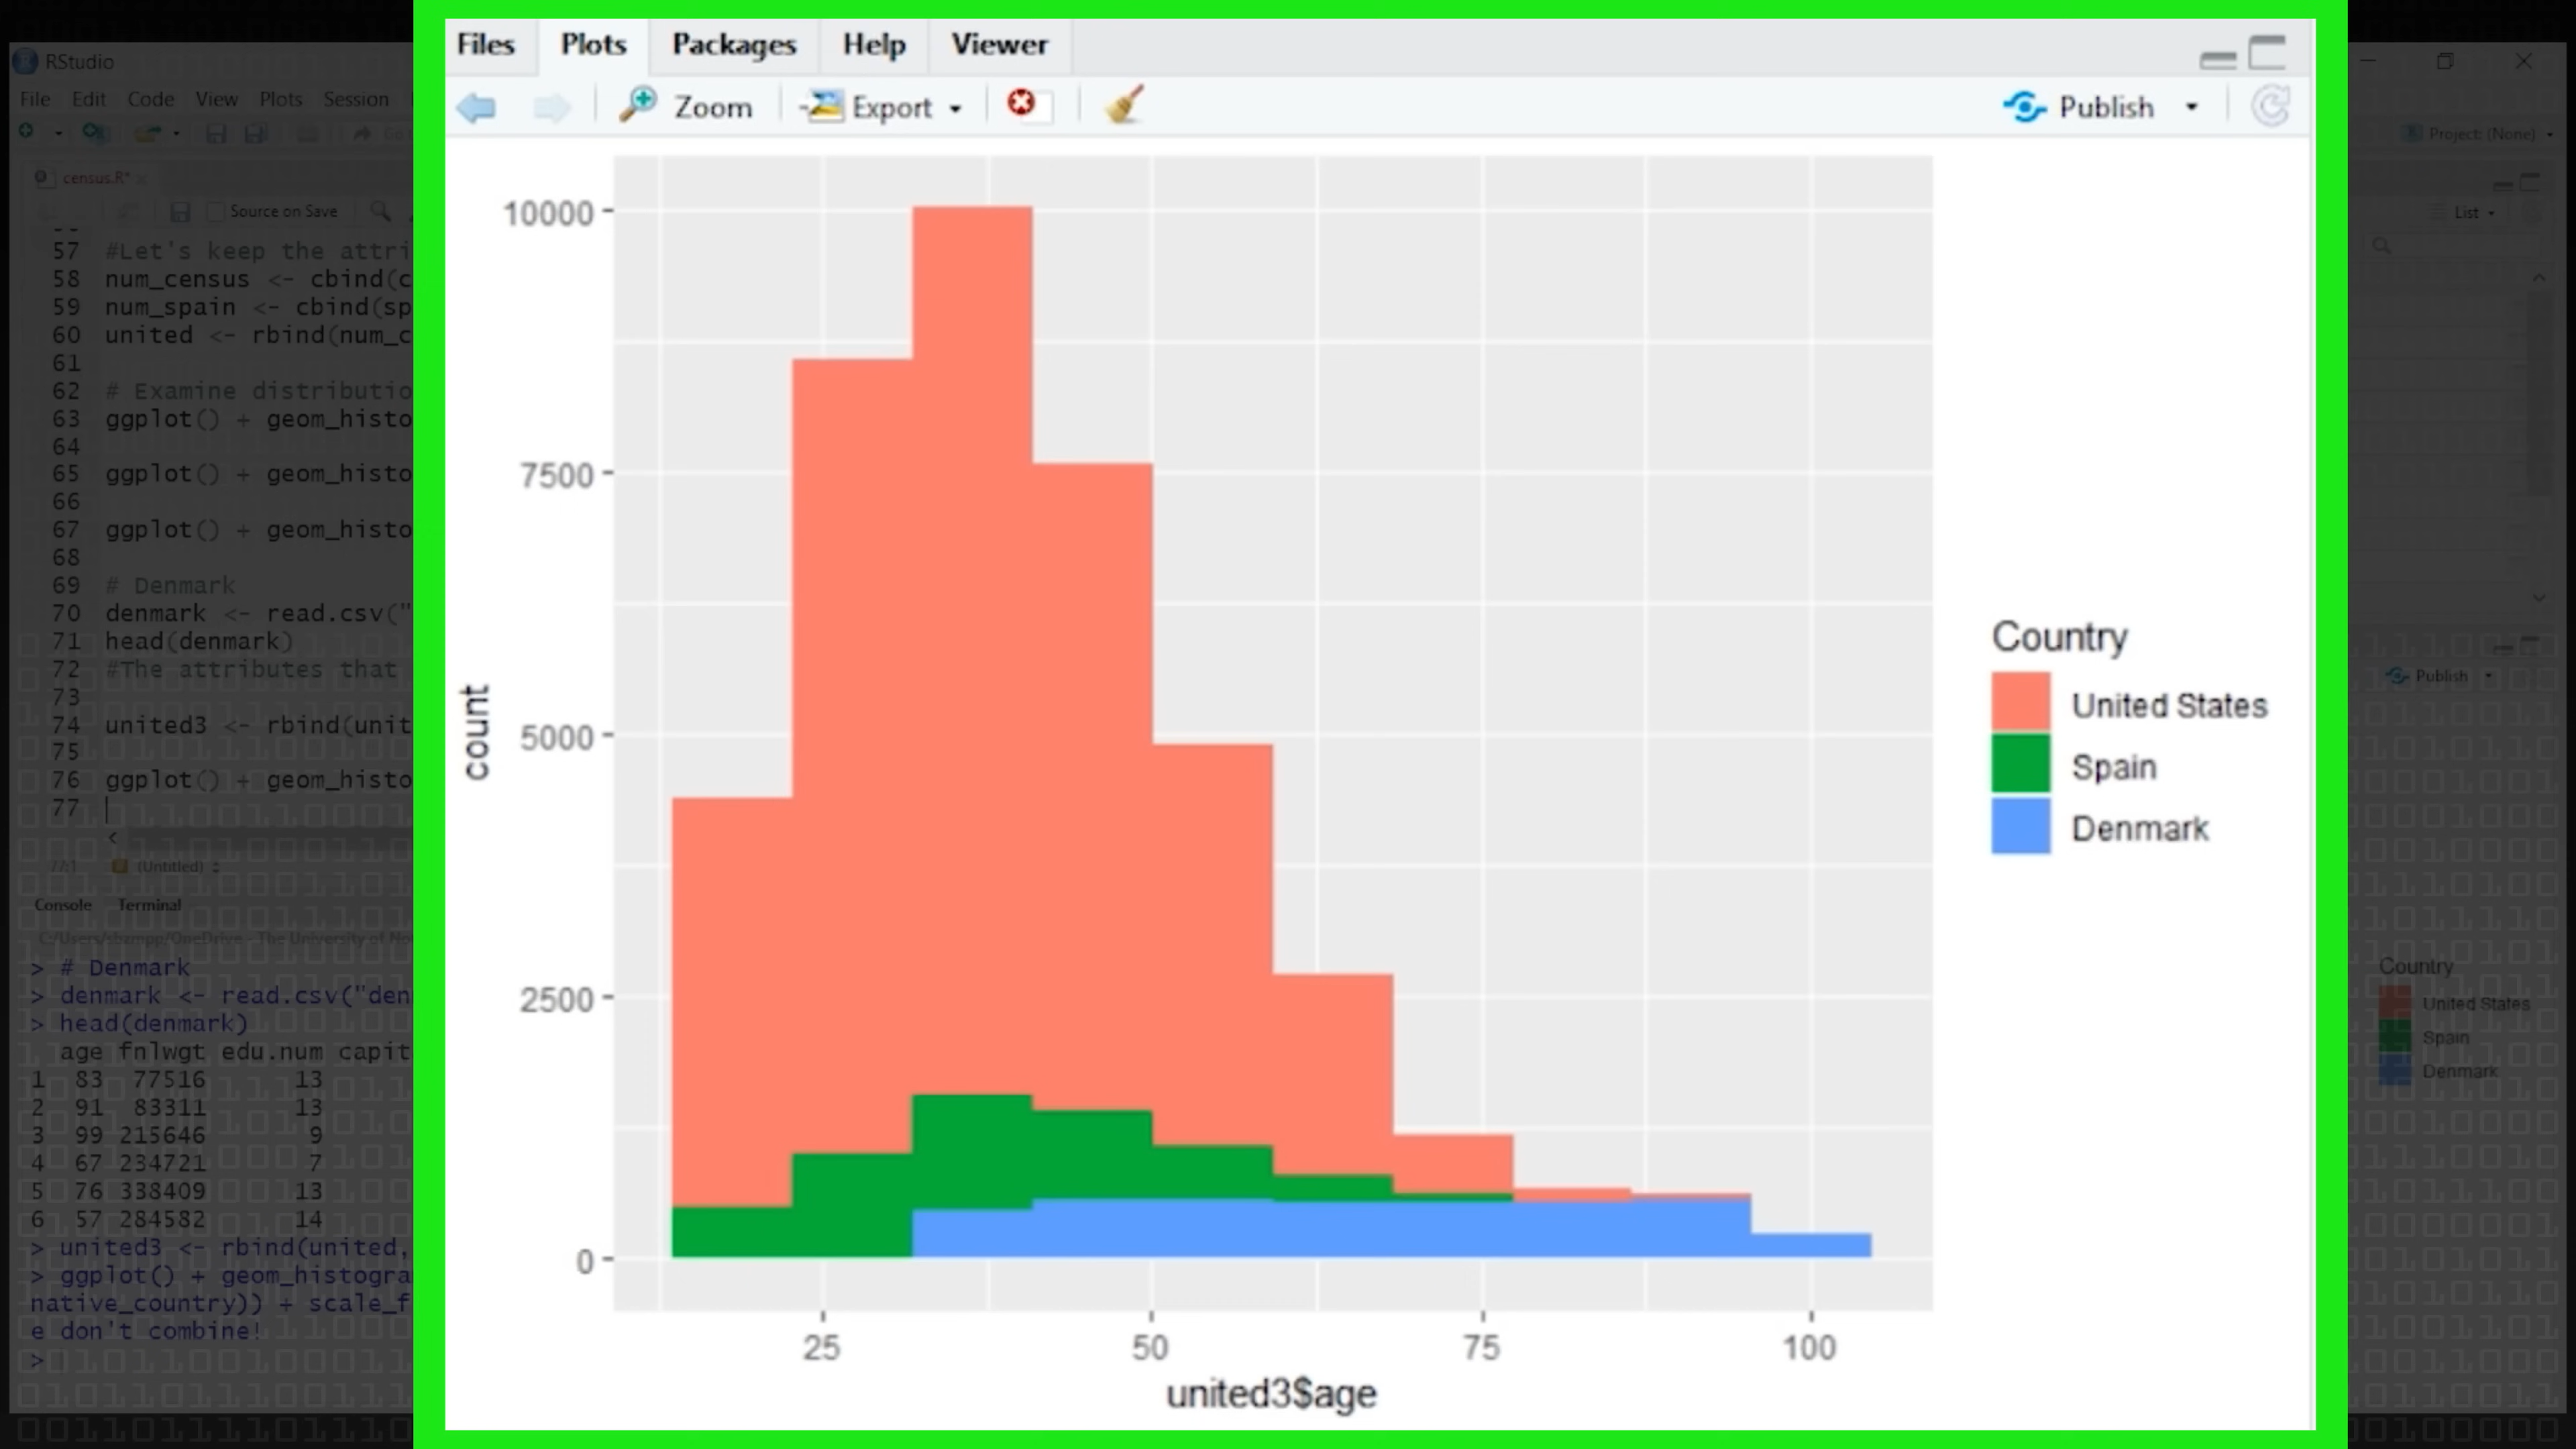 RStudio
File Edit Code View Plots Session
Project: (None)
census.R*
Source on Save
List
57 #Let's keep the attri
58 num_census <- cbind(c
59 num_spain <- cbind(sp
60 united <- rbind(num_c
61
62 # Examine distributio
63 ggplot() + geom_histo
64
65 ggplot() + geom_histo
66
67 ggplot() + geom_histo
68
69 # Denmark
70 denmark <- read.csv("
71 head(denmark)
72 #The attributes that
73
74 united3 <- rbind(unit
75
76 ggplot() + geom_histo
77
77:1 (Untitled)
Console Terminal
> # Denmark
> denmark <- read.csv("den
> head(denmark)
age fnlwgt edu.num capit
1 83 77516 13
2 91 83311 13
3 99 215646 9
4 67 234721 7
5 76 338409 13
6 57 284582 14
> united3 <- rbind(united,
> ggplot() + geom_histogra
native_country)) + scale_f
e don't combine!
>
Files Plots Packages Help Viewer
Zoom Export Publish
10000
7500
5000
2500
0
count
25 50 75 100
united3$age
Country
United States
Spain
Denmark
Publish
Country
United States
Spain
Denmark